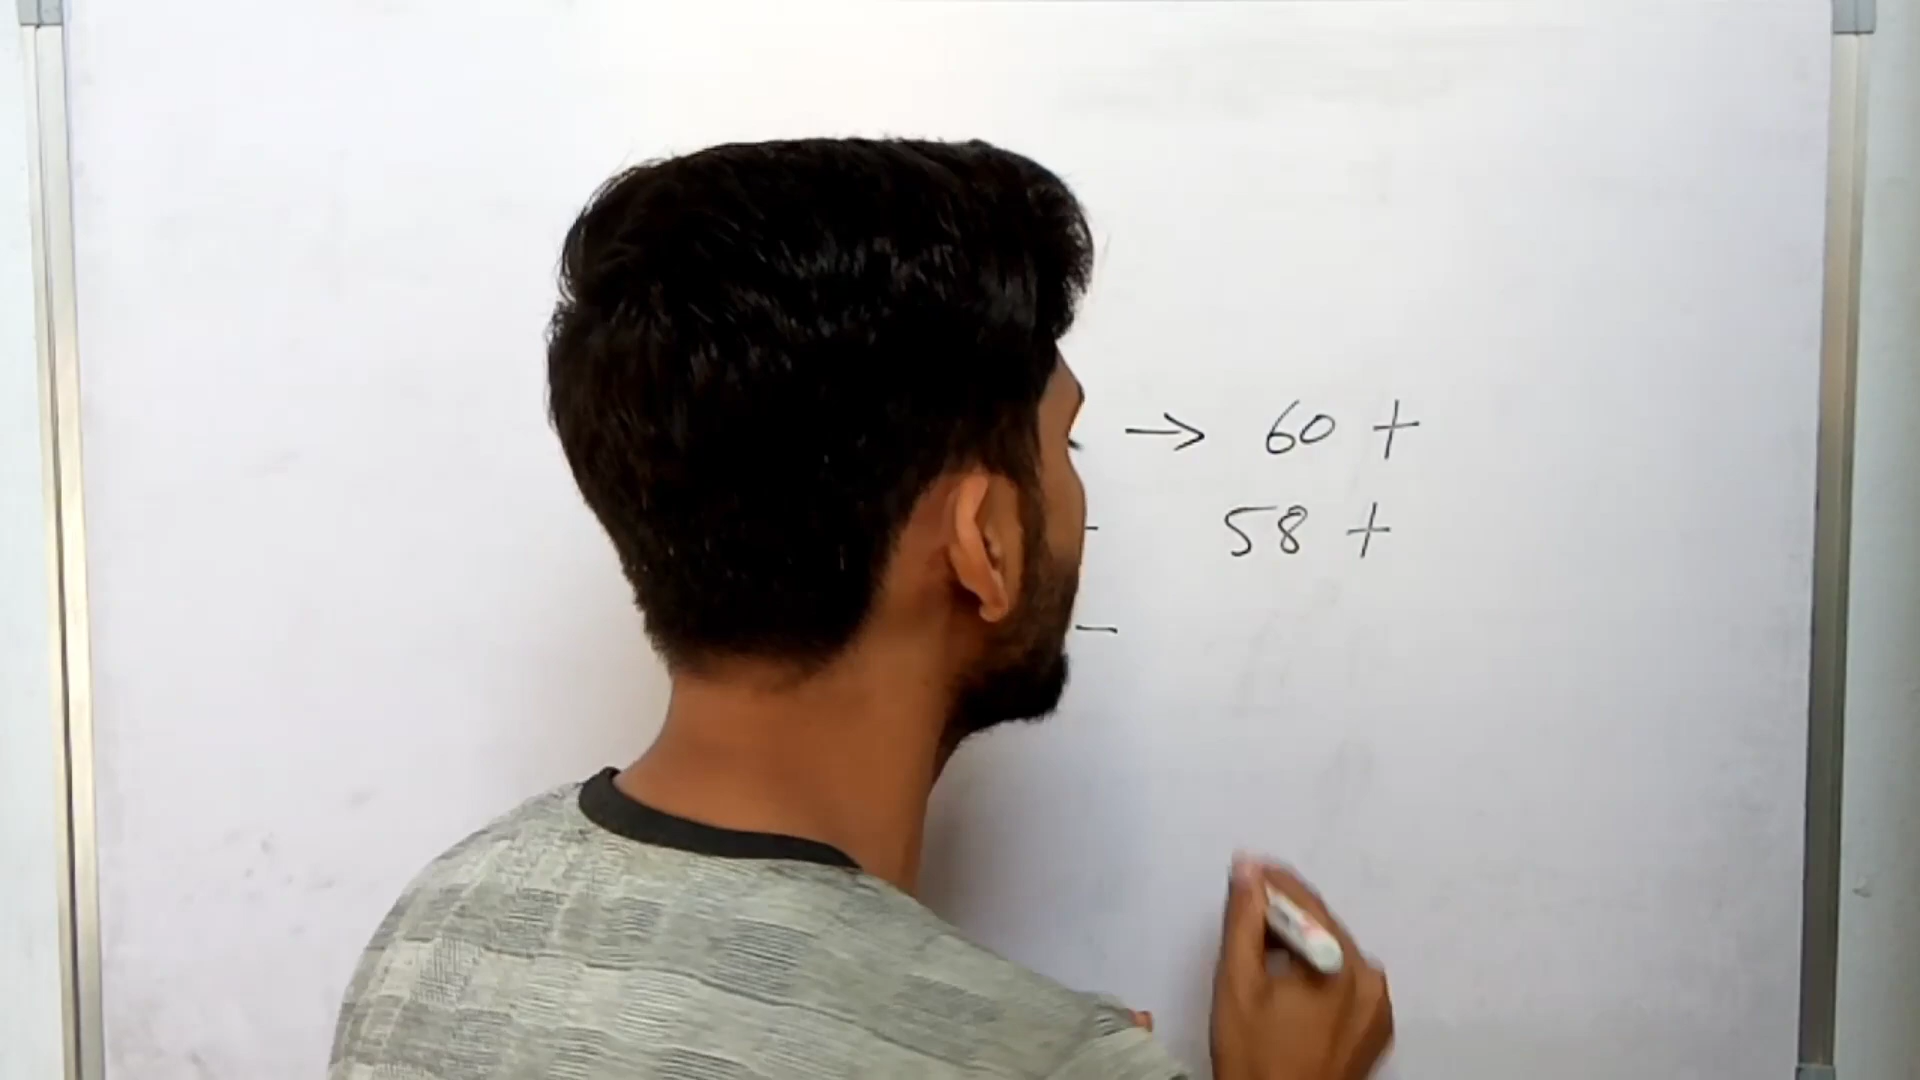 → 60 +
- 58 +
-